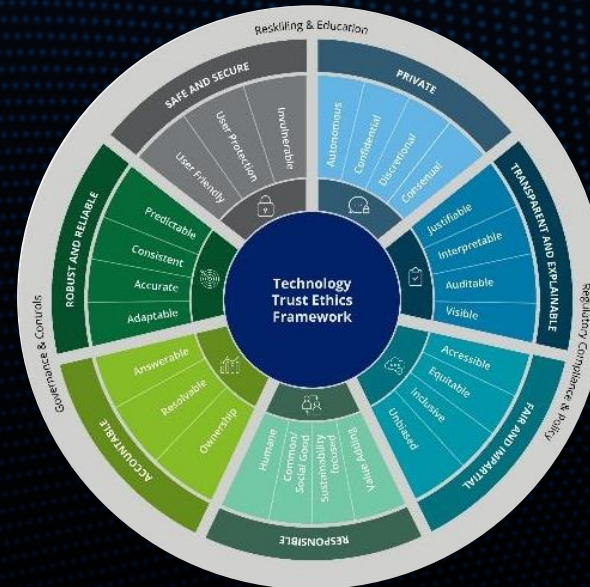 Reskilling & Education
Regulatory Compliance & Policy
Governance & Controls
Technology
Trust Ethics
Framework
SAFE AND SECURE
User Friendly
User Protection
Invulnerable
PRIVATE
Autonomous
Confidential
Discretional
Consensual
TRANSPARENT AND EXPLAINABLE
Justifiable
Interpretable
Auditable
Visible
FAIR AND IMPARTIAL
Accessible
Equitable
Inclusive
Unbiased
RESPONSIBLE
Humane
Common/
Social Good
Sustainability
focused
Value Adding
ACCOUNTABLE
Answerable
Resolvable
Ownership
ROBUST AND RELIABLE
Predictable
Consistent
Accurate
Adaptable